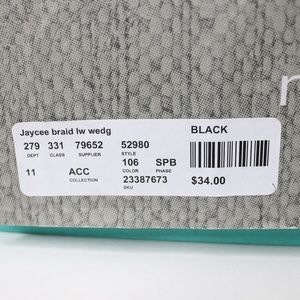 Jaycee braid lw wedg
BLACK
279 331 79652 52980
DEPT CLASS SUPPLIER STYLE
106 SPB
COLOR PHASE
11 ACC 23387673
COLLECTION SKU
$34.00